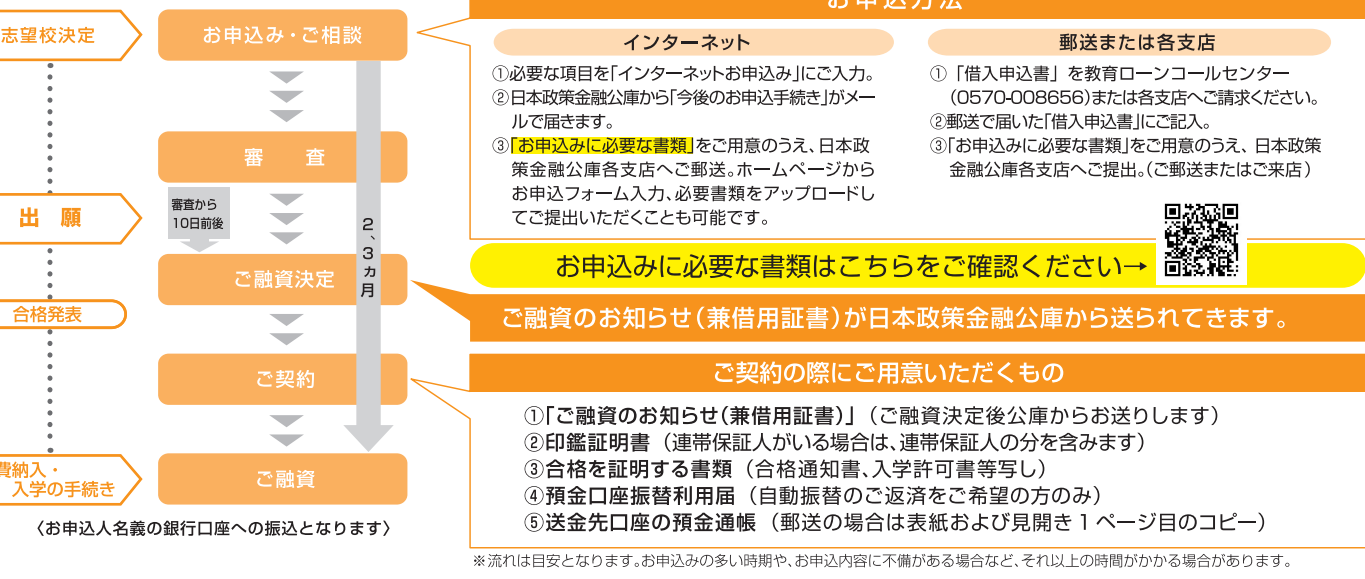 志望校決定
出　願
合格発表
費納入・
入学の手続き
お申込み・ご相談
審　査
審査から
10日前後
ご融資決定
ご契約
ご融資
2、3ヵ月
〈お申込人名義の銀行口座への振込となります〉
お申込方法
インターネット
①必要な項目を「インターネットお申込み」にご入力。
②日本政策金融公庫から「今後のお申込手続き」がメー
ルで届きます。
③「お申込みに必要な書類」をご用意のうえ、日本政
策金融公庫各支店へご郵送。ホームページから
お申込フォーム入力、必要書類をアップロードし
てご提出いただくことも可能です。
郵送または各支店
①「借入申込書」を教育ローンコールセンター
(0570-008656)または各支店へご請求ください。
②郵送で届いた「借入申込書」にご記入。
③「お申込みに必要な書類」をご用意のうえ、日本政策
金融公庫各支店へご提出。(ご郵送またはご来店)
お申込みに必要な書類はこちらをご確認ください→
ご融資のお知らせ(兼借用証書)が日本政策金融公庫から送られてきます。
ご契約の際にご用意いただくもの
①「ご融資のお知らせ(兼借用証書)」(ご融資決定後公庫からお送りします)
②印鑑証明書(連帯保証人がいる場合は、連帯保証人の分を含みます)
③合格を証明する書類(合格通知書、入学許可書等写し)
④預金口座振替利用届(自動振替のご返済をご希望の方のみ)
⑤送金先口座の預金通帳(郵送の場合は表紙および見開き1ページ目のコピー)
※流れは目安となります。お申込みの多い時期や、お申込内容に不備がある場合など、それ以上の時間がかかる場合があります。